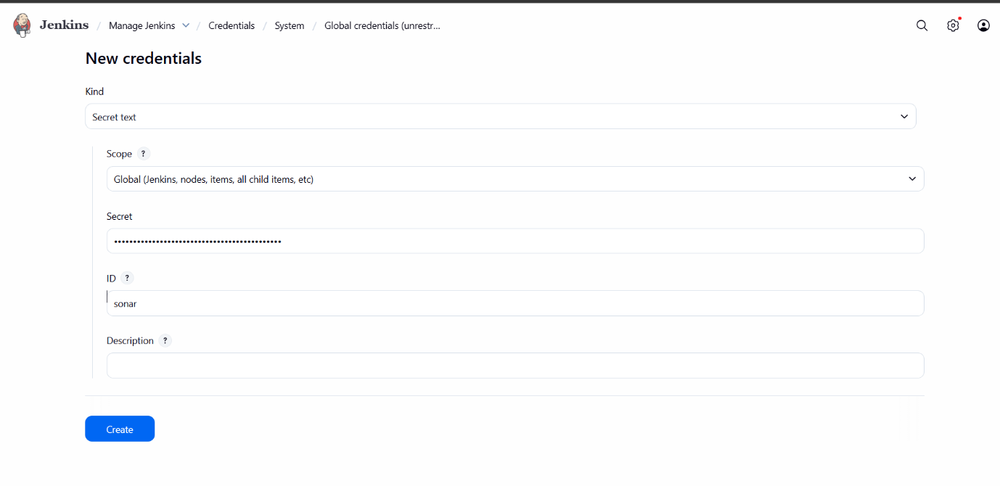 Jenkins / Manage Jenkins / Credentials / System / Global credentials (unrestr...
New credentials
Kind
Secret text
Scope ?
Global (Jenkins, nodes, items, all child items, etc)
Secret
••••••••••••••••••••••••••••••••••••••••••••
ID ?
sonar
Description ?
Create